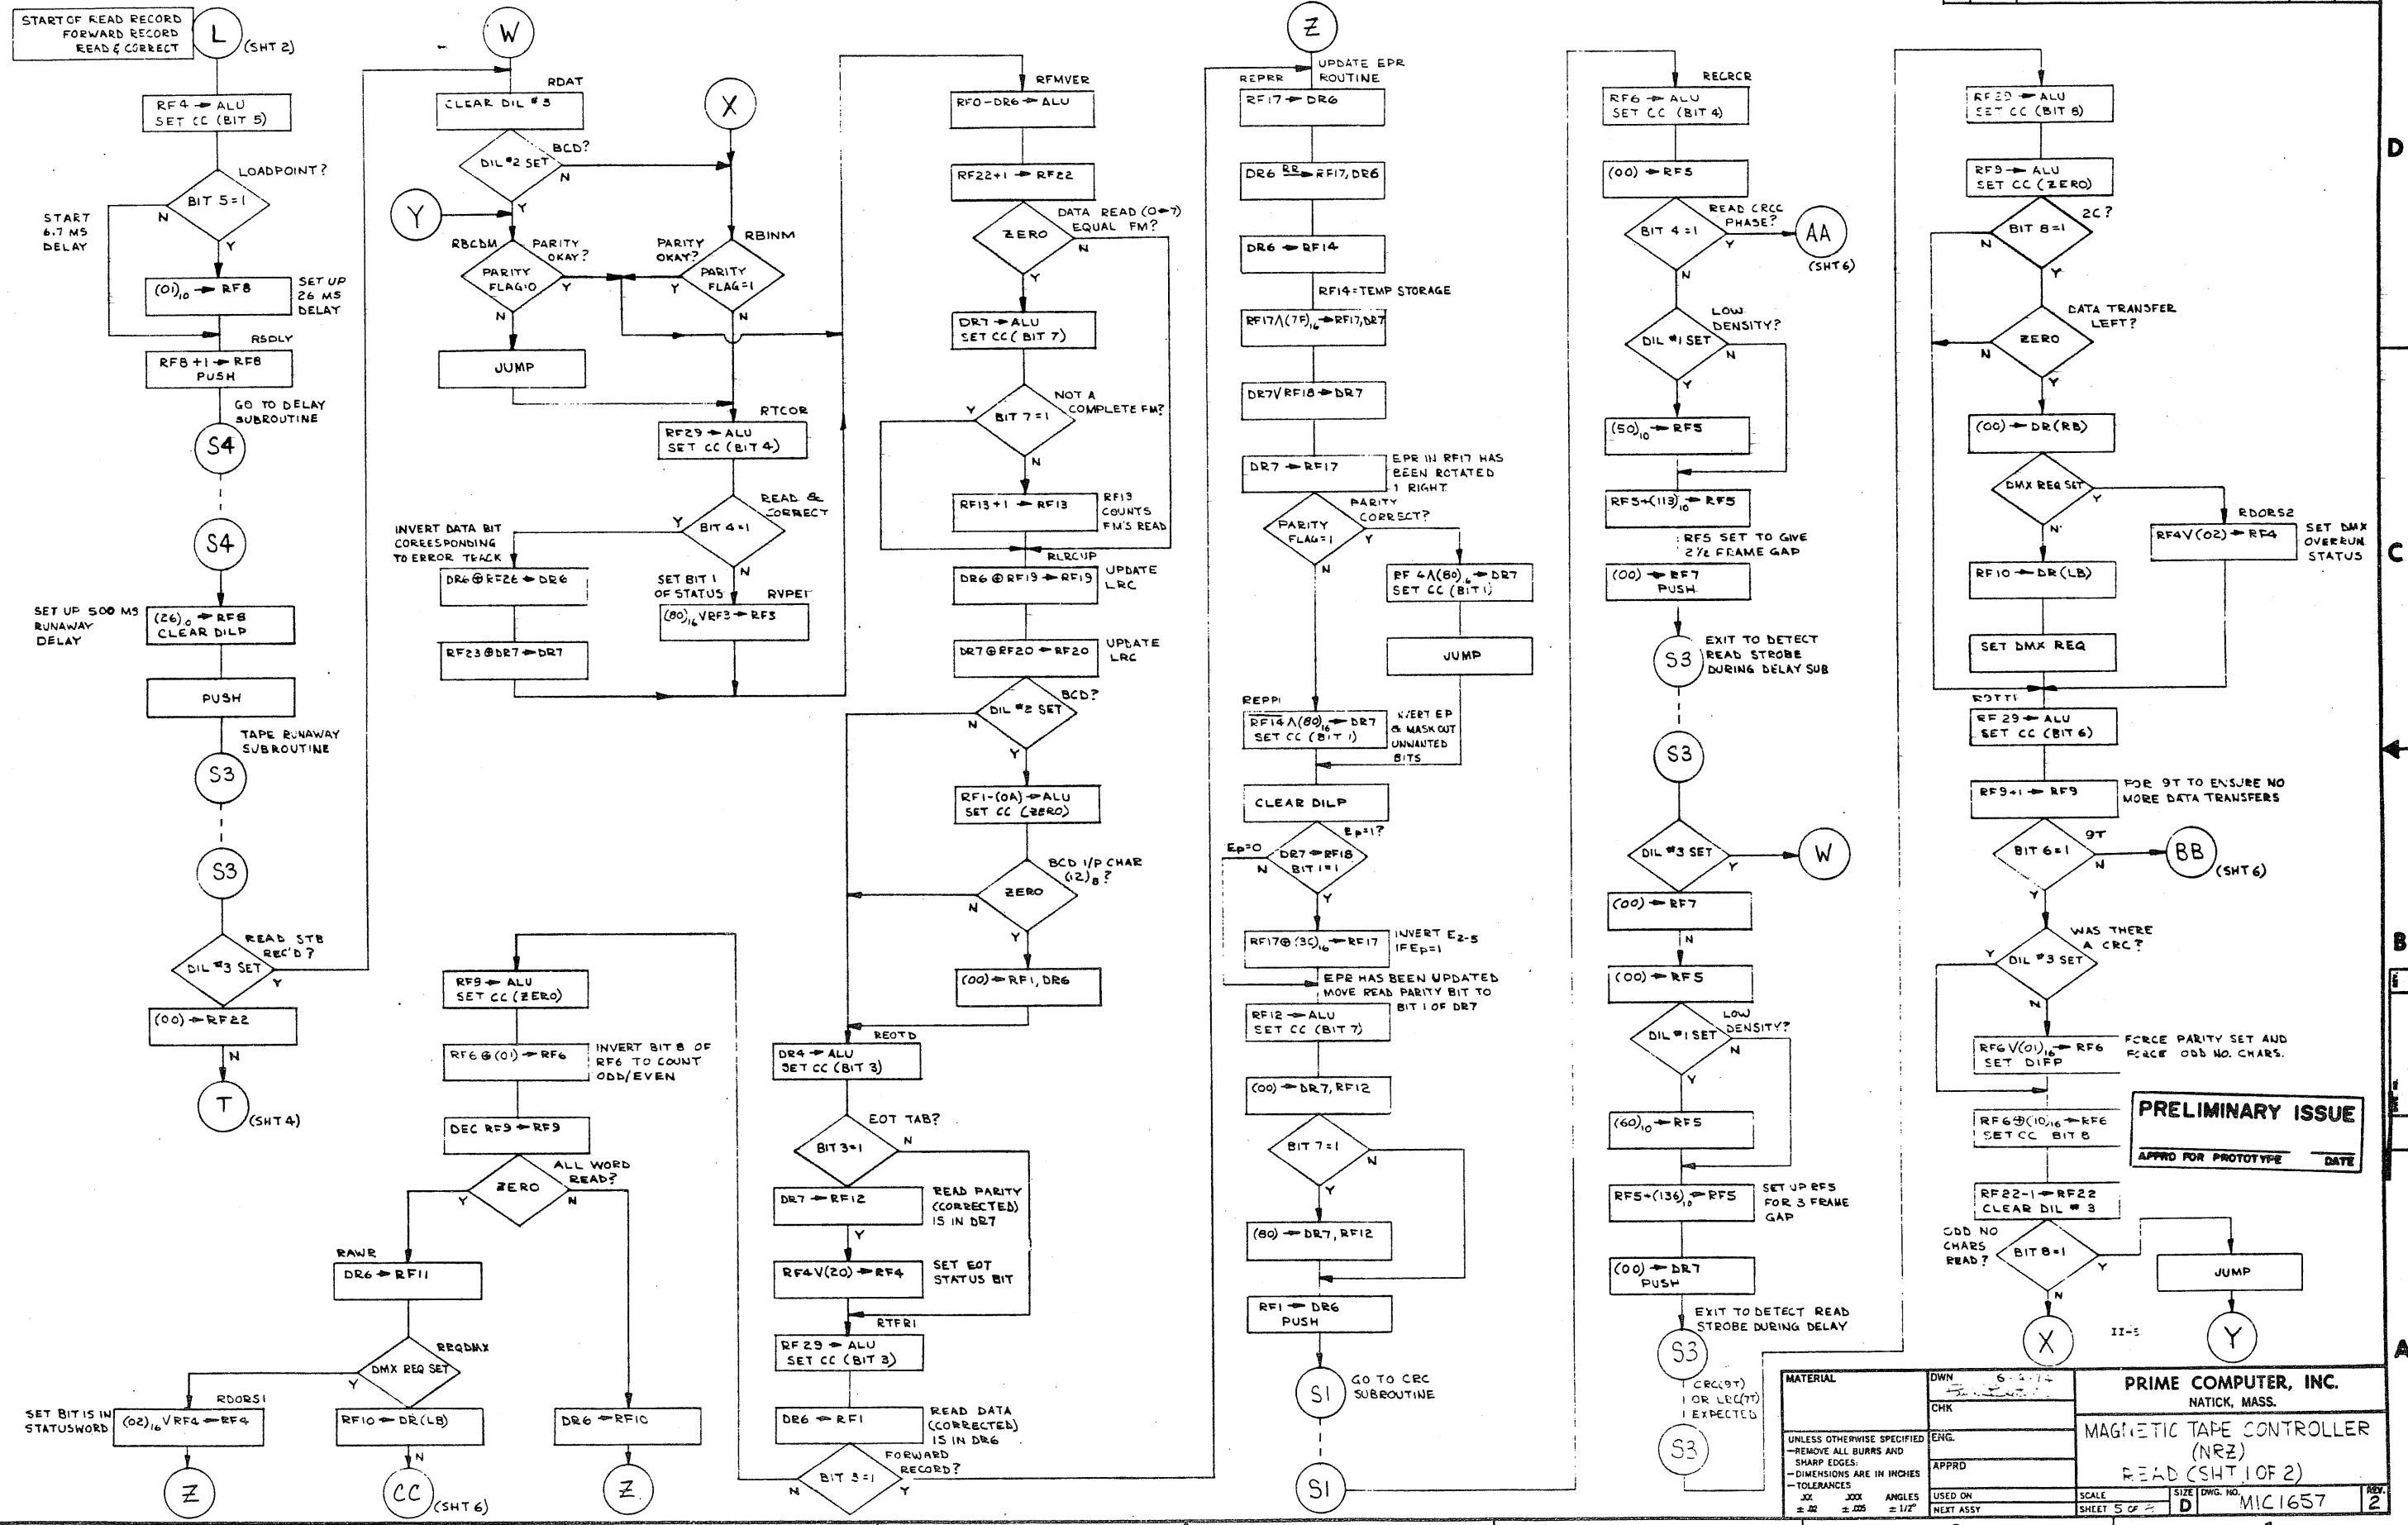 START OF READ RECORD
FORWARD RECORD
READ & CORRECT
L
(SHT 2)
RF4 → ALU
SET CC (BIT 5)
LOADPOINT?
BIT 5=1
N
Y
START
6.7 MS
DELAY
(01)10 → RF8
SET UP
26 MS
DELAY
RSDLY
RF8 +1 → RF8
PUSH
GO TO DELAY
SUBROUTINE
S4
S4
SET UP 500 MS
RUNAWAY
DELAY
→ RF8
CLEAR DILP
PUSH
TAPE RUNAWAY
SUBROUTINE
S3
S3
READ STB
REC'D?
DIL #3 SET
Y
(00) → RF22
N
T
(SHT 4)
W
RDAT
CLEAR DIL #3
DIL #2 SET
BCD?
N
Y
X
Y
RBCDM
PARITY
OKAY?
PARITY
FLAG=0
Y
N
PARITY
OKAY?
RBINM
PARITY
FLAG=1
Y
N
JUMP
RTCOR
RF29 → ALU
SET CC (BIT 4)
READ &
CORRECT
BIT 4=1
Y
N
INVERT DATA BIT
CORRESPONDING
TO ERROR TRACK
DR6 ⊕ RF26 → DR6
RF23 ⊕ DR7 → DR7
SET BIT 1
OF STATUS
RVPE1
(80)16 V RF3 → RF3
RFMVER
RF0-DR6 → ALU
RF22+1 → RF22
DATA READ (0→7)
EQUAL FM?
ZERO
N
Y
DR7 → ALU
SET CC (BIT 7)
NOT A
COMPLETE FM?
BIT 7=1
Y
N
RF13+1 → RF13
RF13
COUNTS
FM'S READ
RLRCUP
DR6 ⊕ RF19 → RF19
UPDATE
LRC
DR7 ⊕ RF20 → RF20
UPDATE
LRC
BCD?
DIL #2 SET
N
Y
RF1-(0A) → ALU
SET CC (ZERO)
BCD I/P CHAR
(12)8?
ZERO
N
Y
(00) → RF1, DR6
REOTD
DR4 → ALU
SET CC (BIT 3)
EOT TAB?
BIT 3=1
N
DR7 → RF12
READ PARITY
(CORRECTED)
IS IN DR7
Y
RF4V(20) → RF4
SET EOT
STATUS BIT
RTFR1
RF29 → ALU
SET CC (BIT 3)
DR6 → RF1
READ DATA
(CORRECTED)
IS IN DR6
FORWARD
RECORD?
BIT 3=1
N
Y
RF9 → ALU
SET CC (ZERO)
RF6 ⊕ (01) → RF6
INVERT BIT 8 OF
RF6 TO COUNT
ODD/EVEN
DEC RF9 → RF9
ALL WORD
READ?
ZERO
Y
N
RAWR
DR6 → RF11
RRQDMX
DMX REQ SET
Y
RDORS1
SET BIT 15 IN
STATUSWORD
(02)16 V RF4 → RF4
RF10 → DR(LB)
N
DR6 → RF10
Z
CC
(SHT 6)
Z
Z
UPDATE EPR
ROUTINE
REPRR
RF17 → DR6
DR6 RR → RF17, DR6
DR6 → RF14
RF14=TEMP STORAGE
RF17Λ(7F)16 → RF17,DR7
DR7VRF18 → DR7
DR7 → RF17
EPR IN RF17 HAS
BEEN ROTATED
1 RIGHT
PARITY
CORRECT?
PARITY
FLAG=1
Y
N
→ DR7
SET CC (BIT 1)
JUMP
REPP1
RF14 Λ (80)16 → DR7
SET CC (BIT 1)
EP
& MASK OUT
UNWANTED
BITS
CLEAR DILP
Ep=1?
Ep=0
DR7 → RF18
BIT 1=1
N
Y
RF17⊕(3C)16 → RF17
INVERT E2-5
IF Ep=1
EPR HAS BEEN UPDATED
MOVE READ PARITY BIT TO
BIT 1 OF DR7
RF12 → ALU
SET CC (BIT 7)
(00) → DR7, RF12
BIT 7=1
N
Y
(80) → DR7, RF12
RF1 → DR6
PUSH
S1
GO TO CRC
SUBROUTINE
S1
RECRCR
RF6 → ALU
SET CC (BIT 4)
(00) → RF5
READ CRCC
PHASE?
BIT 4=1
Y
AA
(SHT 6)
N
LOW
DENSITY?
DIL #1 SET
N
Y
(50)10 → RF5
RF5+(113)10 → RF5
RF5 SET TO GIVE
2 1/2 FRAME GAP
(00) → RF7
PUSH
S3
EXIT TO DETECT
READ STROBE
DURING DELAY SUB
S3
DIL #3 SET
Y
W
(00) → RF7
N
(00) → RF5
LOW
DENSITY?
DIL #1 SET
N
Y
(60)10 → RF5
RF5+(136)10 → RF5
SET UP RF5
FOR 3 FRAME
GAP
(00) → DR7
PUSH
EXIT TO DETECT READ
STROBE DURING DELAY
S3
CRC(9T)
OR LRC(7T)
EXPECTED
S3
→ ALU
SET CC (BIT 8)
RF9 → ALU
SET CC (ZERO)
2C?
BIT 8=1
N
Y
DATA TRANSFER
LEFT?
ZERO
N
Y
(00) → DR(RB)
DMX REQ SET
Y
N
RDORS2
RF4V(02) → RF4
SET DMX
OVERRUN
STATUS
RF10 → DR(LB)
SET DMX REQ
RF 29 → ALU
SET CC (BIT 6)
RF9+1 → RF9
FOR 9T TO ENSURE NO
MORE DATA TRANSFERS
9T
BIT 6=1
N
BB
(SHT 6)
Y
WAS THERE
A CRC?
DIL #3 SET
Y
N
RF6V(01)16 → RF6
SET DIFP
FORCE PARITY SET AND
FORCE ODD NO. CHARS.
RF6⊕(10)16 → RF6
SET CC BIT 8
RF22-1 → RF22
CLEAR DIL #3
ODD NO
CHARS
READ?
BIT 8=1
Y
N
JUMP
X
Y
PRELIMINARY ISSUE
APPRD FOR PROTOTYPE DATE
D
C
B
A
MATERIAL
UNLESS OTHERWISE SPECIFIED
—REMOVE ALL BURRS AND
SHARP EDGES:
—DIMENSIONS ARE IN INCHES
—TOLERANCES
.XX .XXX ANGLES
± .02 ± .005 ± 1/2°
DWN
CHK
ENG.
APPRD
USED ON
NEXT ASSY
PRIME COMPUTER, INC.
NATICK, MASS.
MAGNETIC TAPE CONTROLLER
(NRZ)
READ (SHT 1 OF 2)
SCALE
SHEET 5 OF
SIZE
D
DWG. NO.
MIC1657
REV.
2